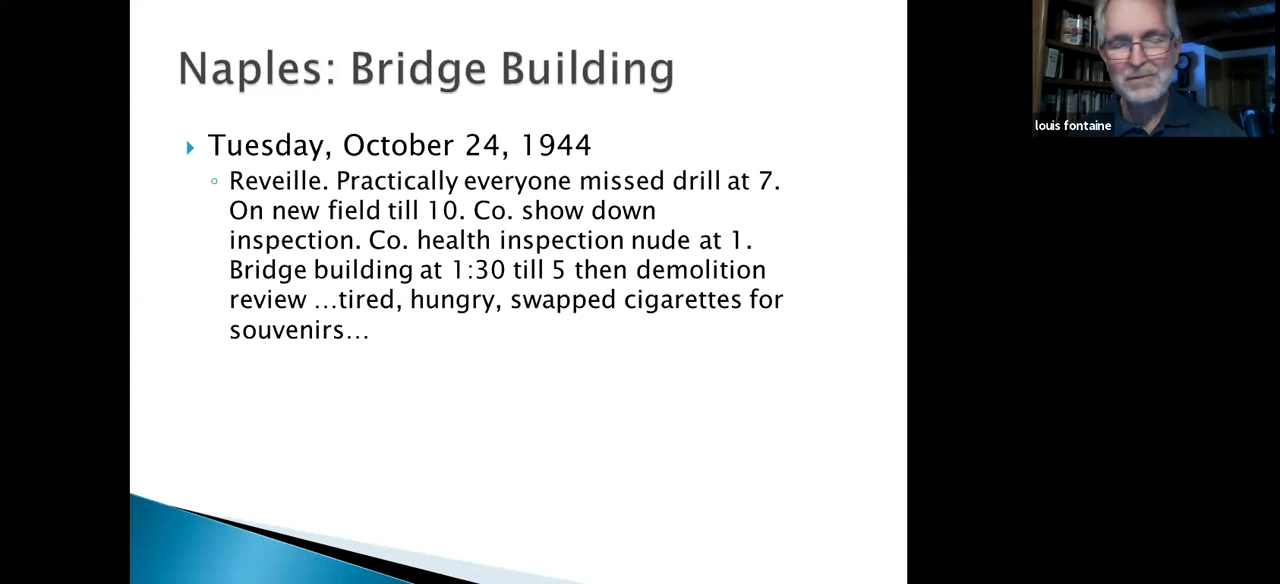 Naples: Bridge Building
Tuesday, October 24, 1944
Reveille. Practically everyone missed drill at 7.
On new field till 10. Co. show down
inspection. Co. health inspection nude at 1.
Bridge building at 1:30 till 5 then demolition
review …tired, hungry, swapped cigarettes for
souvenirs…
louis fontaine